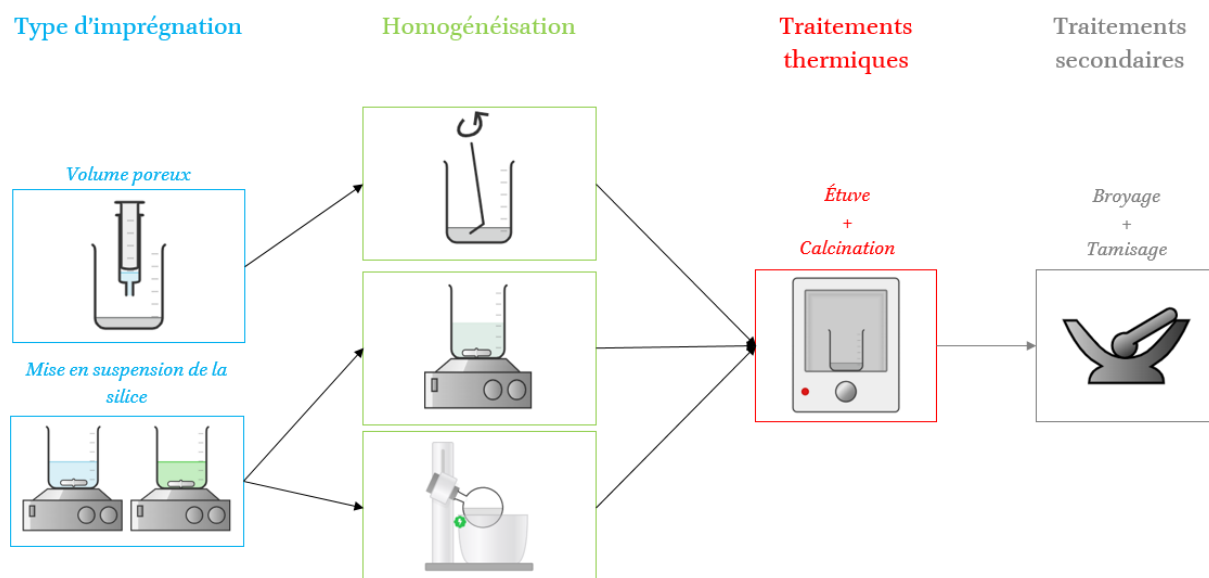 Type d'imprégnation
Homogénéisation
Traitements
thermiques
Traitements
secondaires
Volume poreux
Mise en suspension de la
silice
Étuve
+
Calcination
Broyage
+
Tamisage